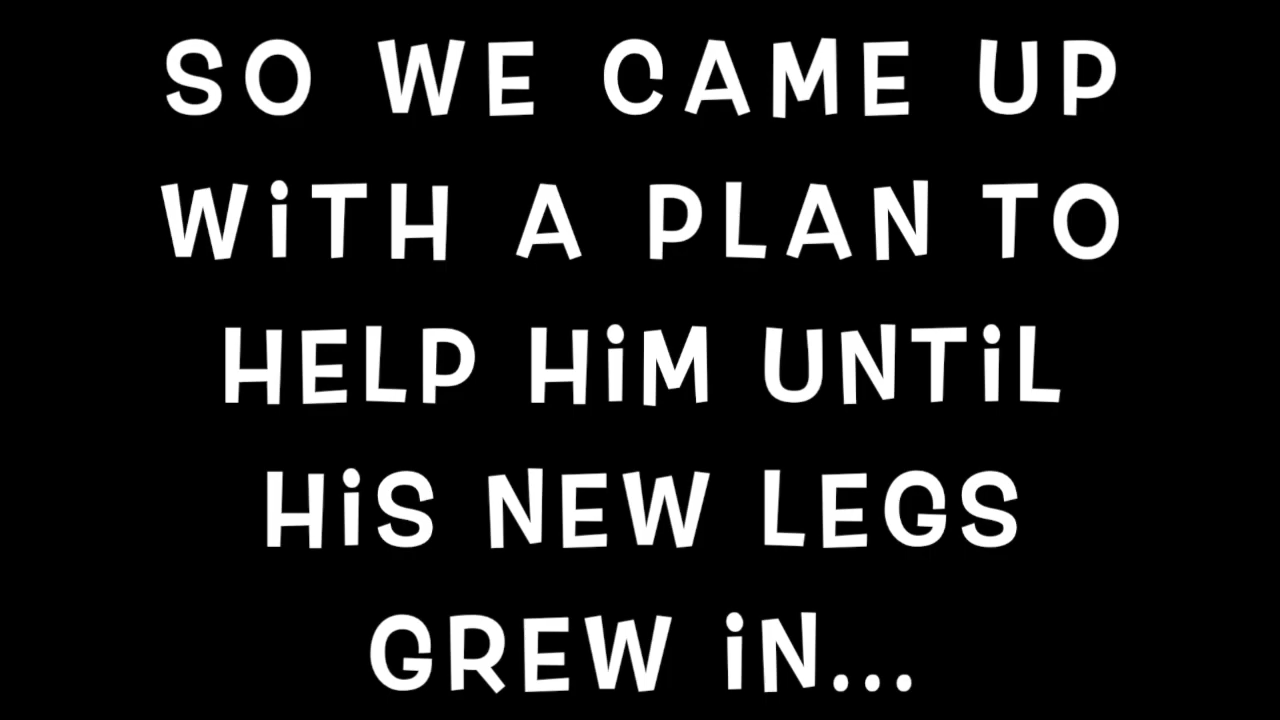 SO WE CAME UP
WiTH A PLAN TO
HELP HiM UNTiL
HiS NEW LEGS
GREW iN...